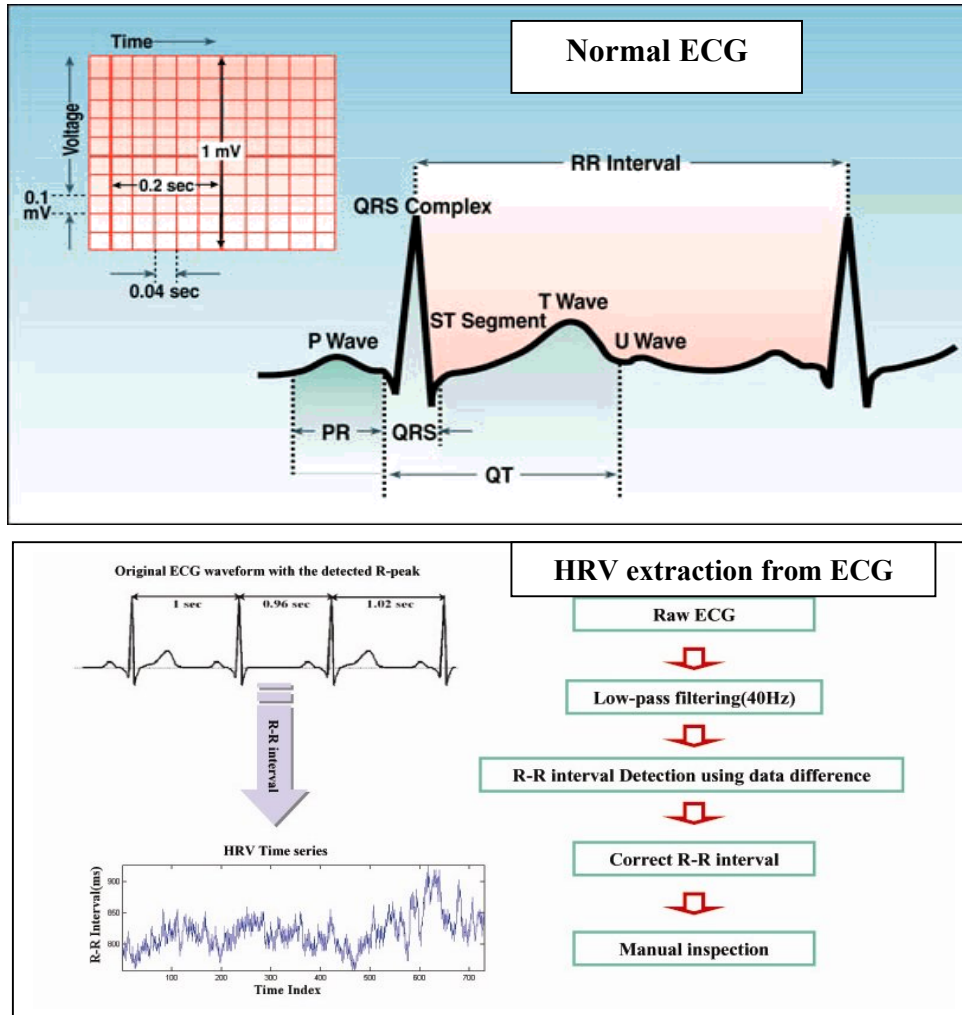 Time
Normal ECG
Voltage
1 mV
0.2 sec
0.1
mV
0.04 sec
RR Interval
QRS Complex
T Wave
ST Segment
P Wave
U Wave
PR
QRS
QT
HRV extraction from ECG
Original ECG waveform with the detected R-peak
1 sec
0.96 sec
1.02 sec
R-R interval
HRV Time series
R-R Interval(ms)
900
850
800
100
200
300
400
500
600
700
Time Index
Raw ECG
Low-pass filtering(40Hz)
R-R interval Detection using data difference
Correct R-R interval
Manual inspection